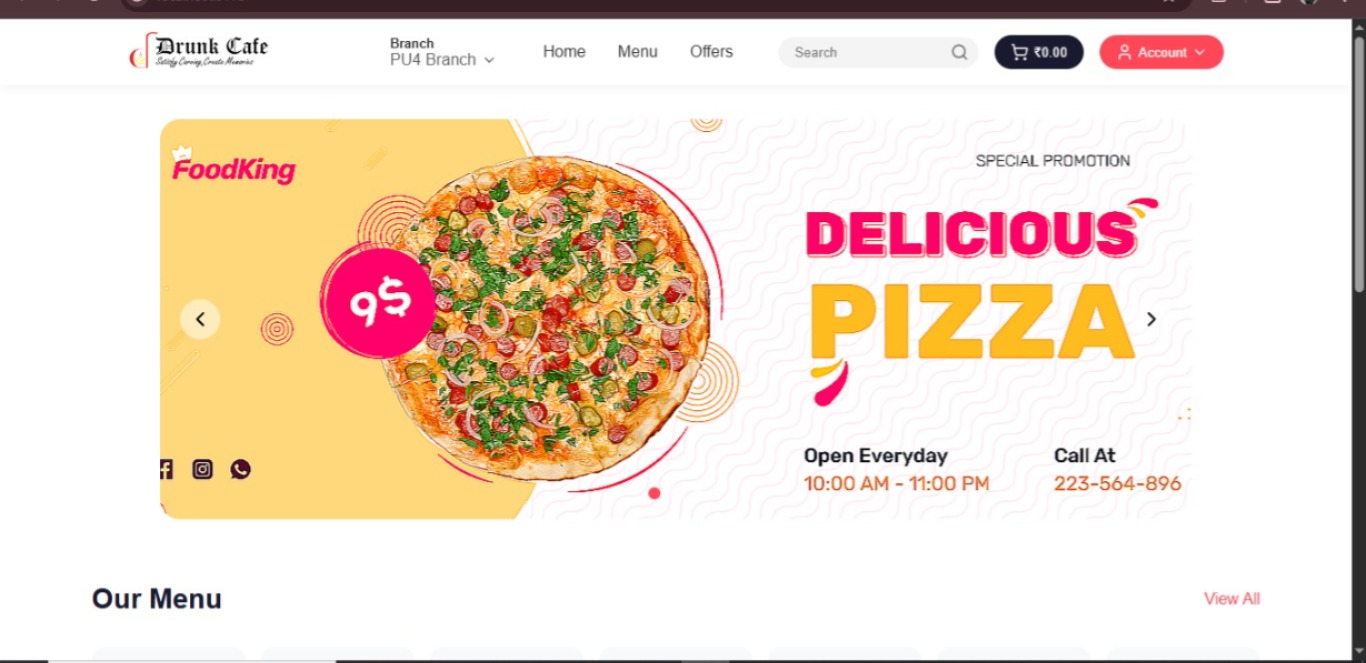 Drunk Cafe
Satisfy Carving,Create Memories
Branch
PU4 Branch
Home
Menu
Offers
Search
₹0.00
Account
FoodKing
9$
SPECIAL PROMOTION
DELICIOUS
PIZZA
Open Everyday
10:00 AM - 11:00 PM
Call At
223-564-896
Our Menu
View All